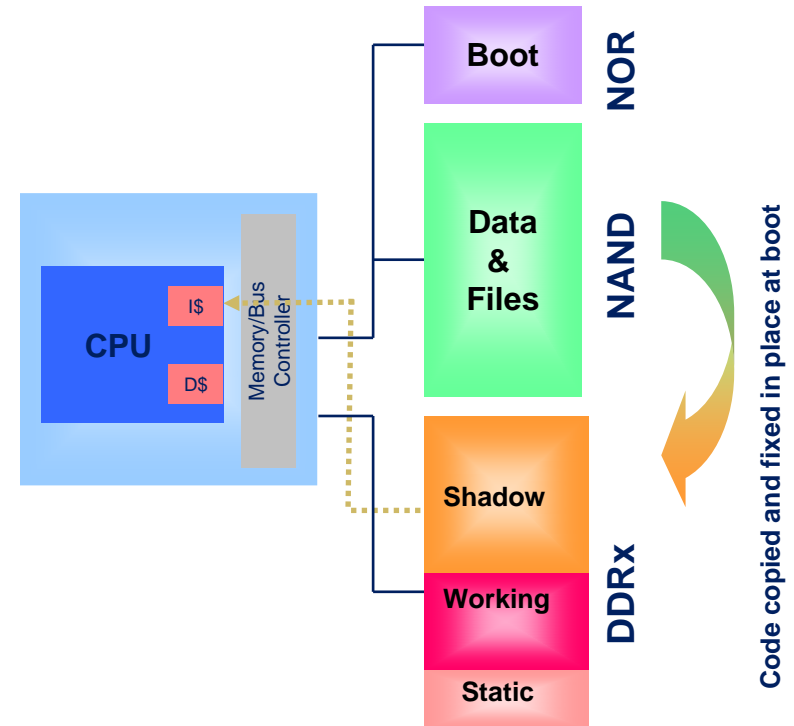 Boot
NOR
Data
&
Files
NAND
CPU
I$
D$
Memory/Bus
Controller
Shadow
Working
Static
DDRx
Code copied and fixed in place at boot